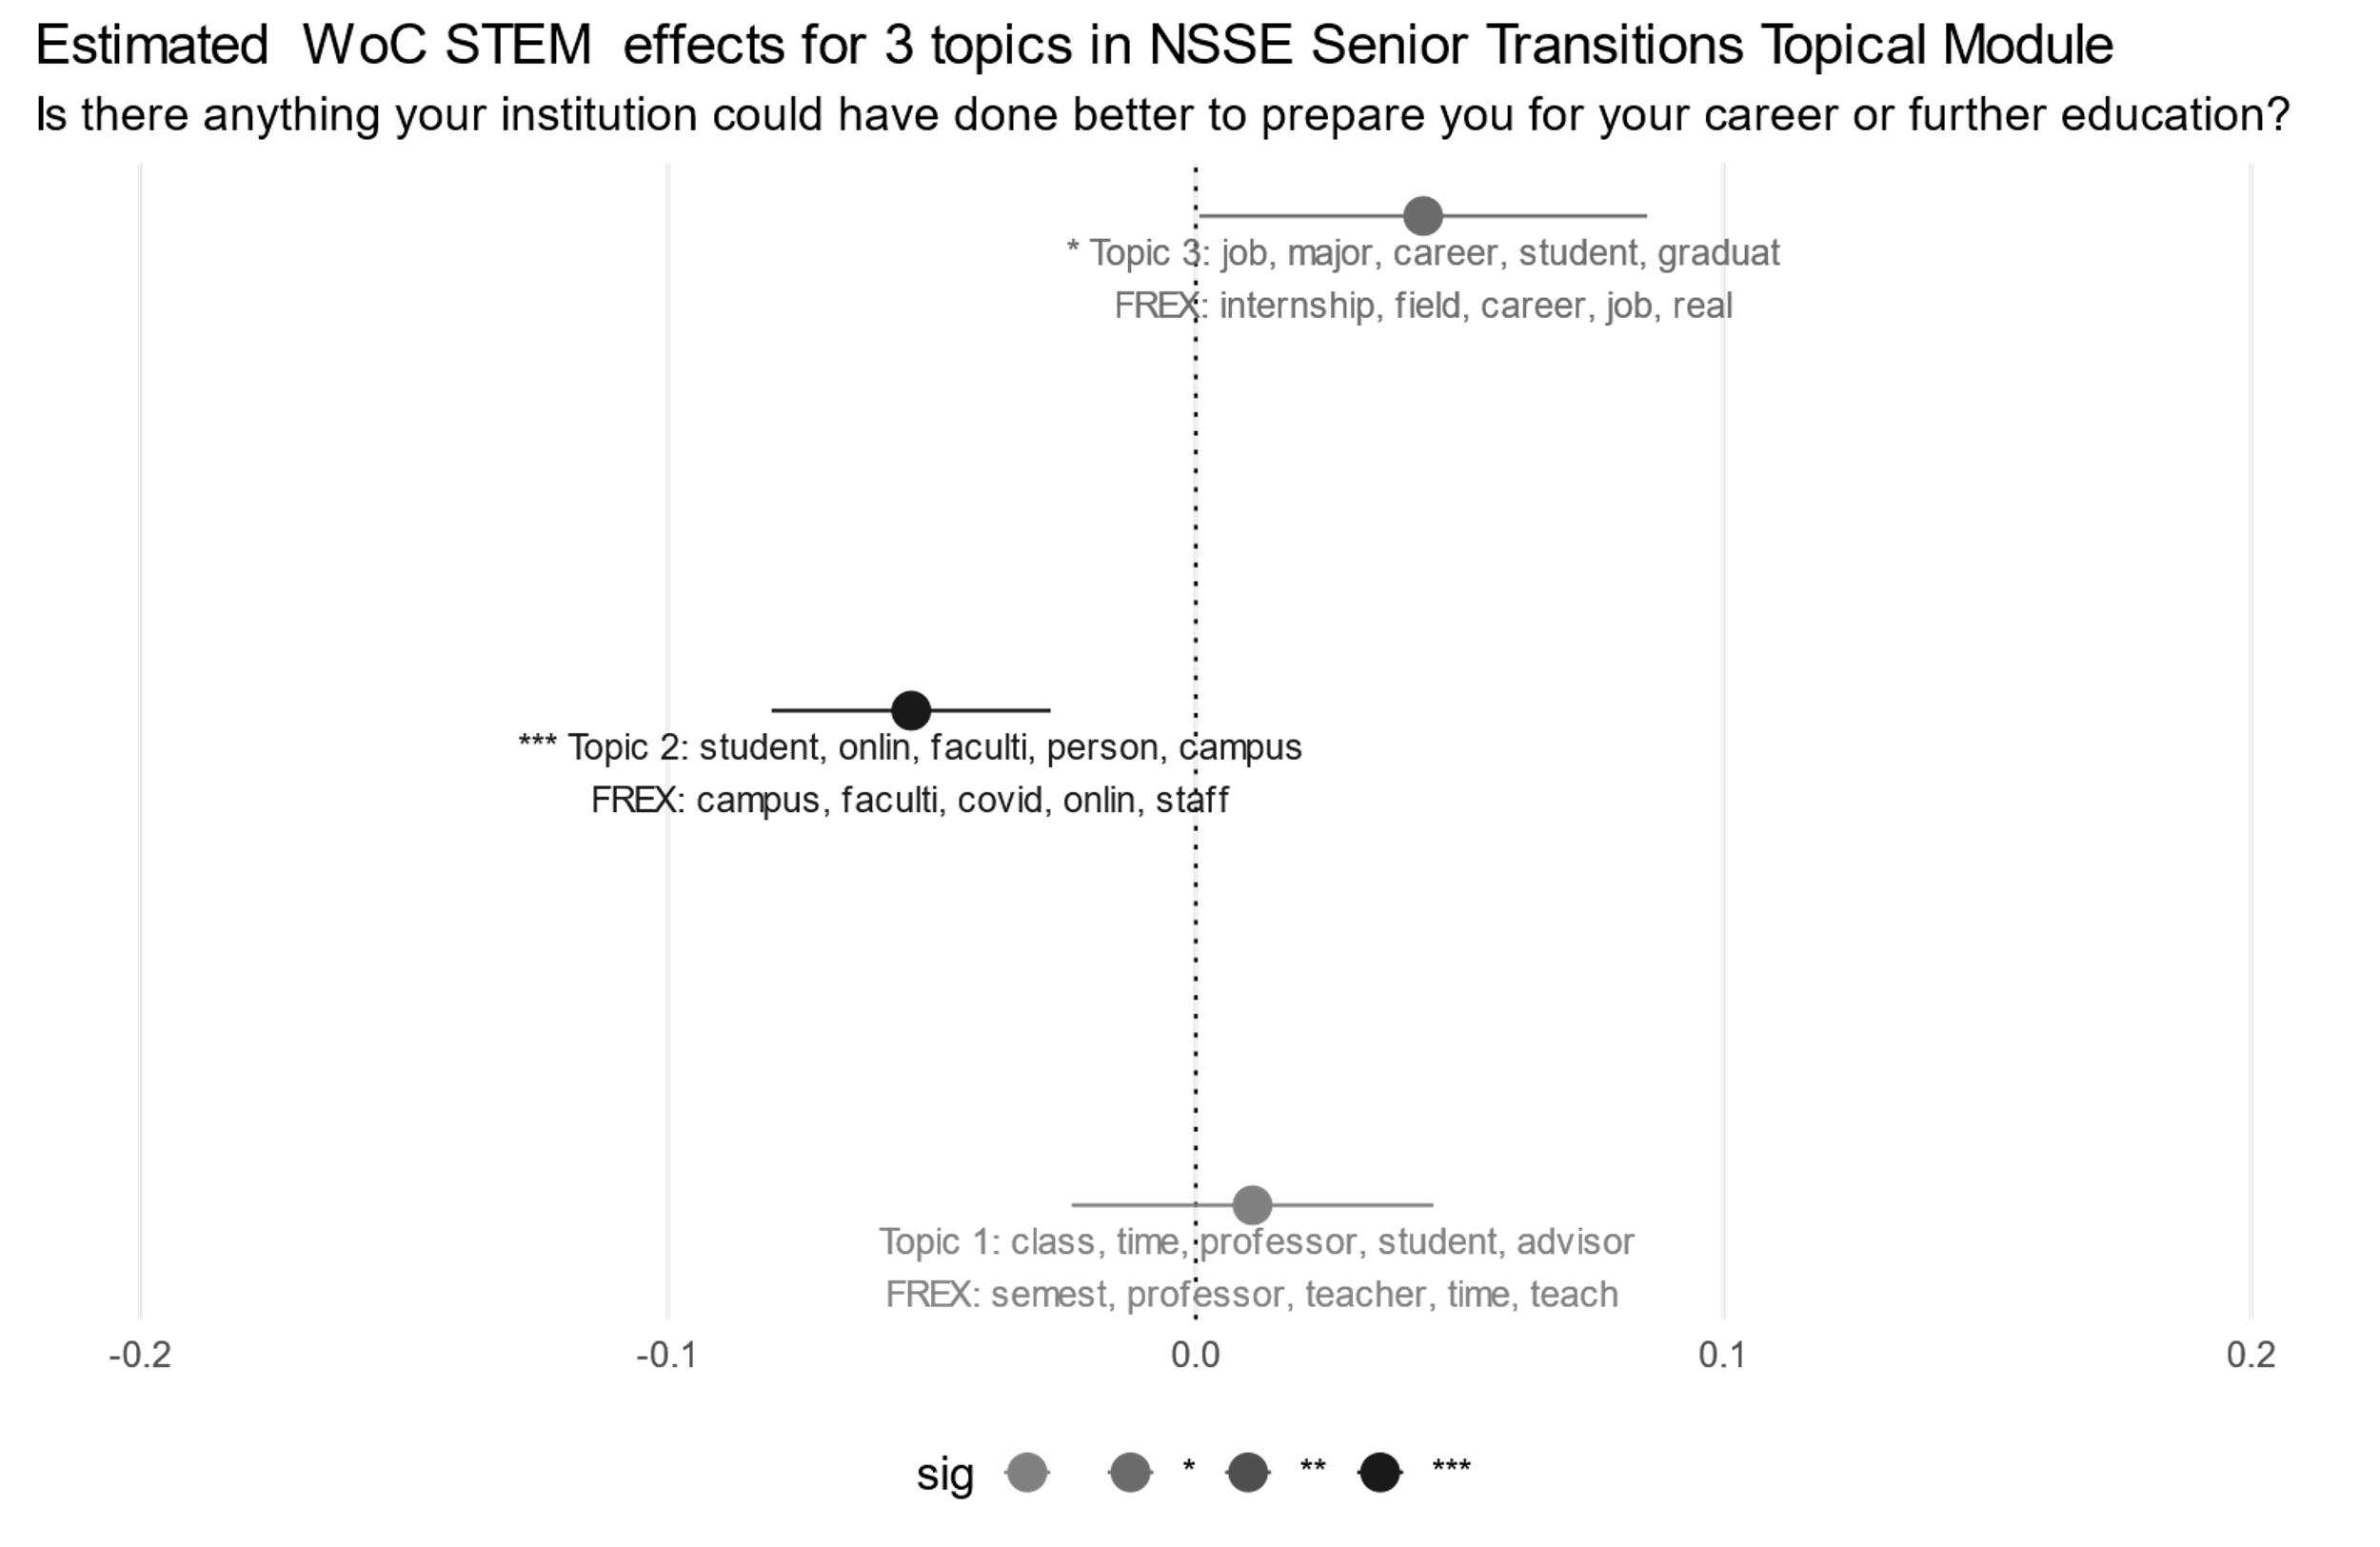 Estimated WoC STEM effects for 3 topics in NSSE Senior Transitions Topical Module
Is there anything your institution could have done better to prepare you for your career or further education?
* Topic 3: job, major, career, student, graduat
FREX: internship, field, career, job, real
*** Topic 2: student, onlin, faculti, person, campus
FREX: campus, faculti, covid, onlin, staff
Topic 1: class, time, professor, student, advisor
FREX: semest, professor, teacher, time, teach
-0.2 -0.1 0.0 0.1 0.2
sig * ** ***